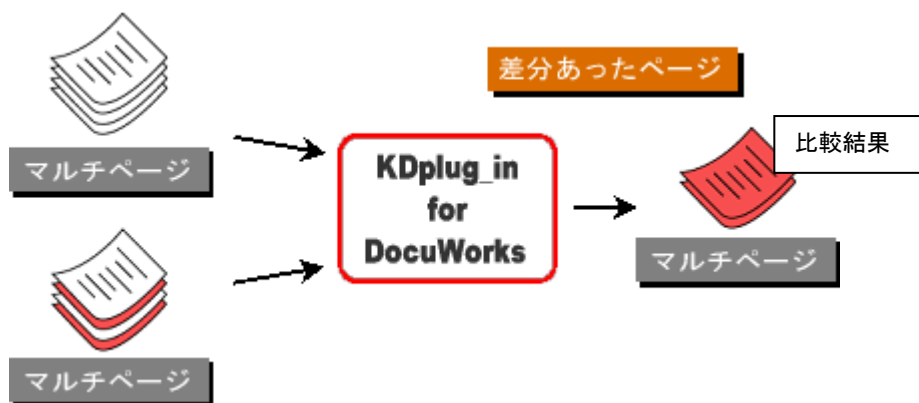 差分あったページ
比較結果
マルチページ
KDplug_in
for
DocuWorks
マルチページ
マルチページ